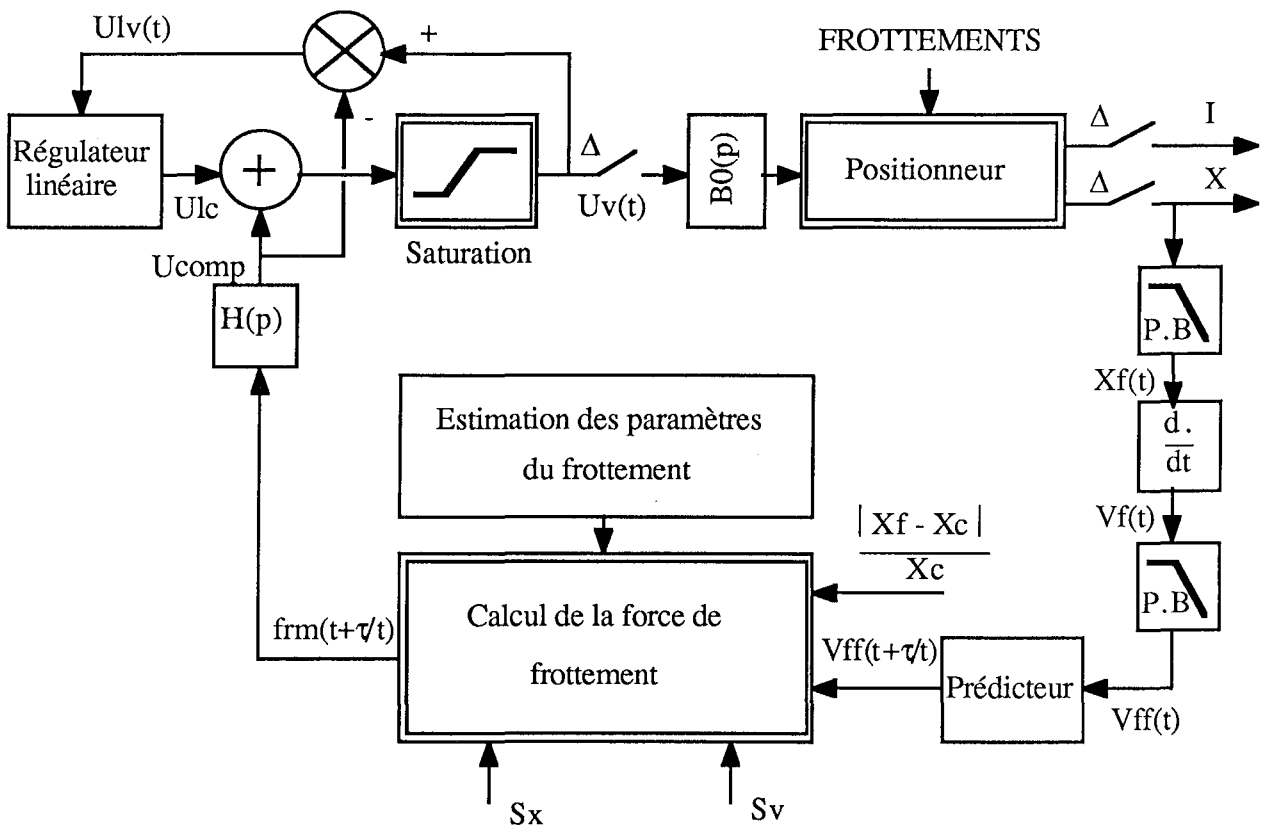 Ulv(t)
+
FROTTEMENTS
-
Régulateur
linéaire
+
Ulc
Δ
Uv(t)
B0(p)
Positionneur
Δ
I
Δ
X
Ucomp
Saturation
H(p)
P.B
Xf(t)
d .
dt
Estimation des paramètres
du frottement
Vf(t)
| Xf - Xc |
Xc
P.B
Calcul de la force de
frottement
frm(t+τ/t)
Vff(t+τ/t)
Prédicteur
Vff(t)
Sx
Sv